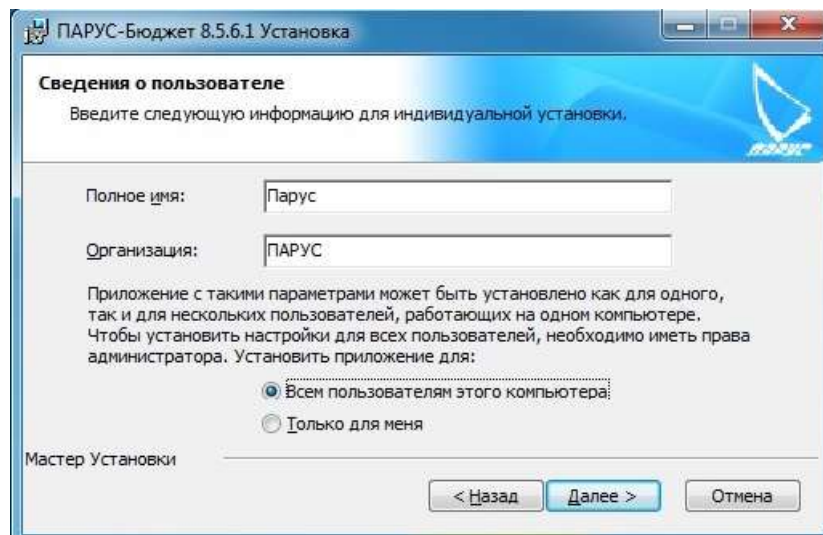 ПАРУС-Бюджет 8.5.6.1 Установка
Сведения о пользователе
Введите следующую информацию для индивидуальной установки.
ПАРУС
Полное имя:
Парус
Организация:
ПАРУС
Приложение с такими параметрами может быть установлено как для одного,
так и для нескольких пользователей, работающих на одном компьютере.
Чтобы установить настройки для всех пользователей, необходимо иметь права
администратора. Установить приложение для:
Всем пользователям этого компьютера
Только для меня
Мастер Установки
< Назад
Далее >
Отмена